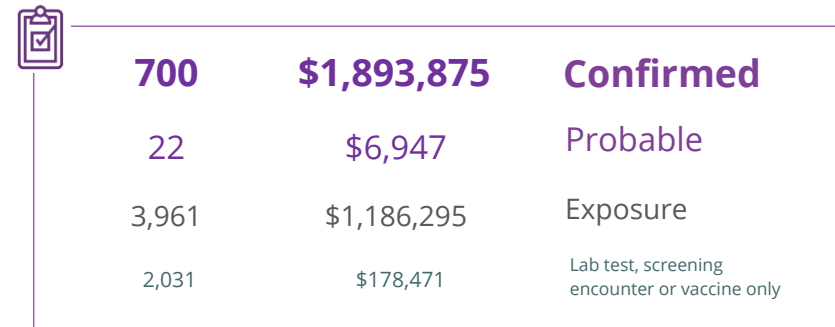 700 $1,893,875 Confirmed
22 $6,947 Probable
3,961 $1,186,295 Exposure
2,031 $178,471 Lab test, screening
encounter or vaccine only